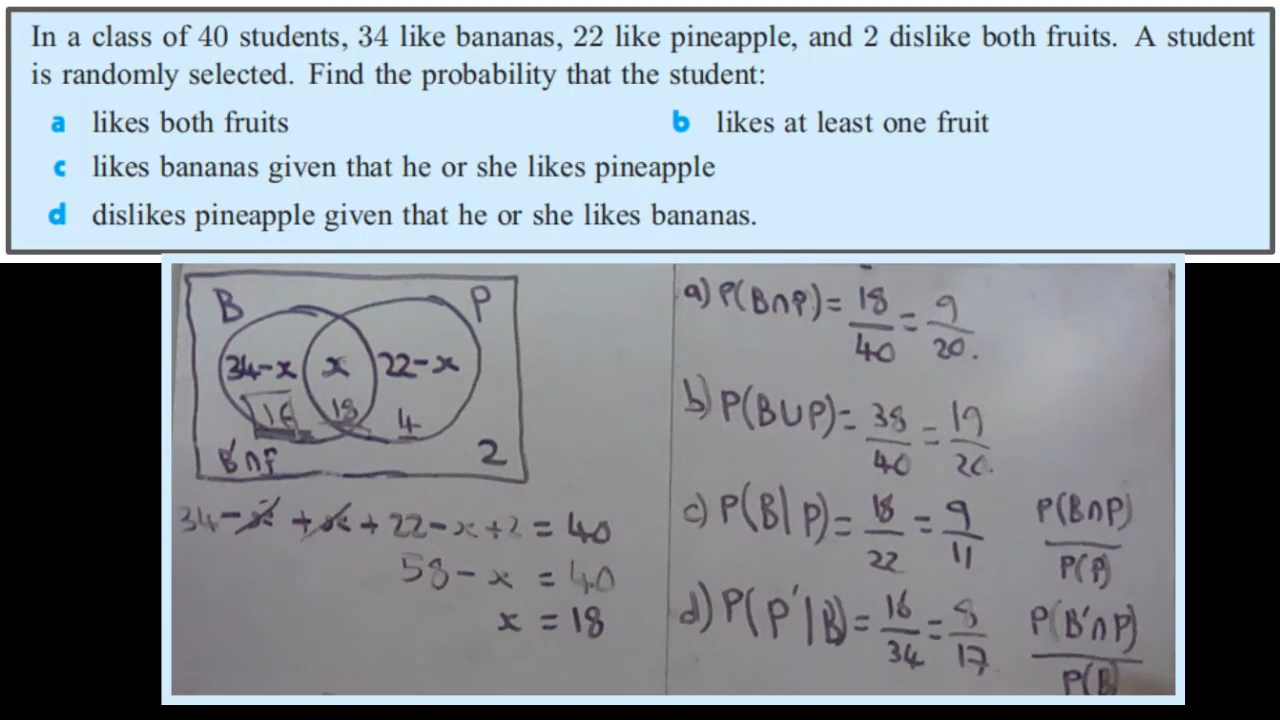 In a class of 40 students, 34 like bananas, 22 like pineapple, and 2 dislike both fruits. A student
is randomly selected. Find the probability that the student:
a likes both fruits
b likes at least one fruit
c likes bananas given that he or she likes pineapple
d dislikes pineapple given that he or she likes bananas.
B P
34-x x 22-x
16 18 4
2
34-x +x+22-x+2 = 40
58-x = 40
x = 18
a) P(B∩P) = 18/40 = 9/20.
b) P(B∪P) = 38/40 = 19/20.
c) P(B|P) = 18/22 = 9/11 P(B∩P)/P(P)
d) P(P'|B) = 16/34 = 8/17 P(B'∩P)/P(B)